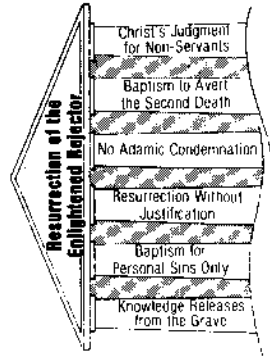 Resurrection of the
Enlightened Rejector
Christ's Judgment
for Non-Servants
Baptism to Avert
the Second Death
No Adamic Condemnation
Resurrection Without
Justification
Baptism for
Personal Sins Only
Knowledge Releases
from the Grave